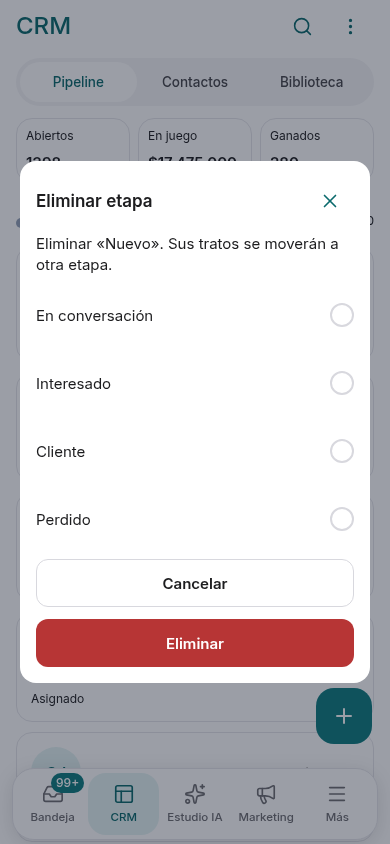 CRM
Pipeline
Contactos
Biblioteca
Abiertos
En juego
Ganados
Eliminar etapa
Eliminar «Nuevo». Sus tratos se moverán a
otra etapa.
En conversación
Interesado
Cliente
Perdido
Cancelar
Eliminar
Asignado
99+
Bandeja
CRM
Estudio IA
Marketing
Más